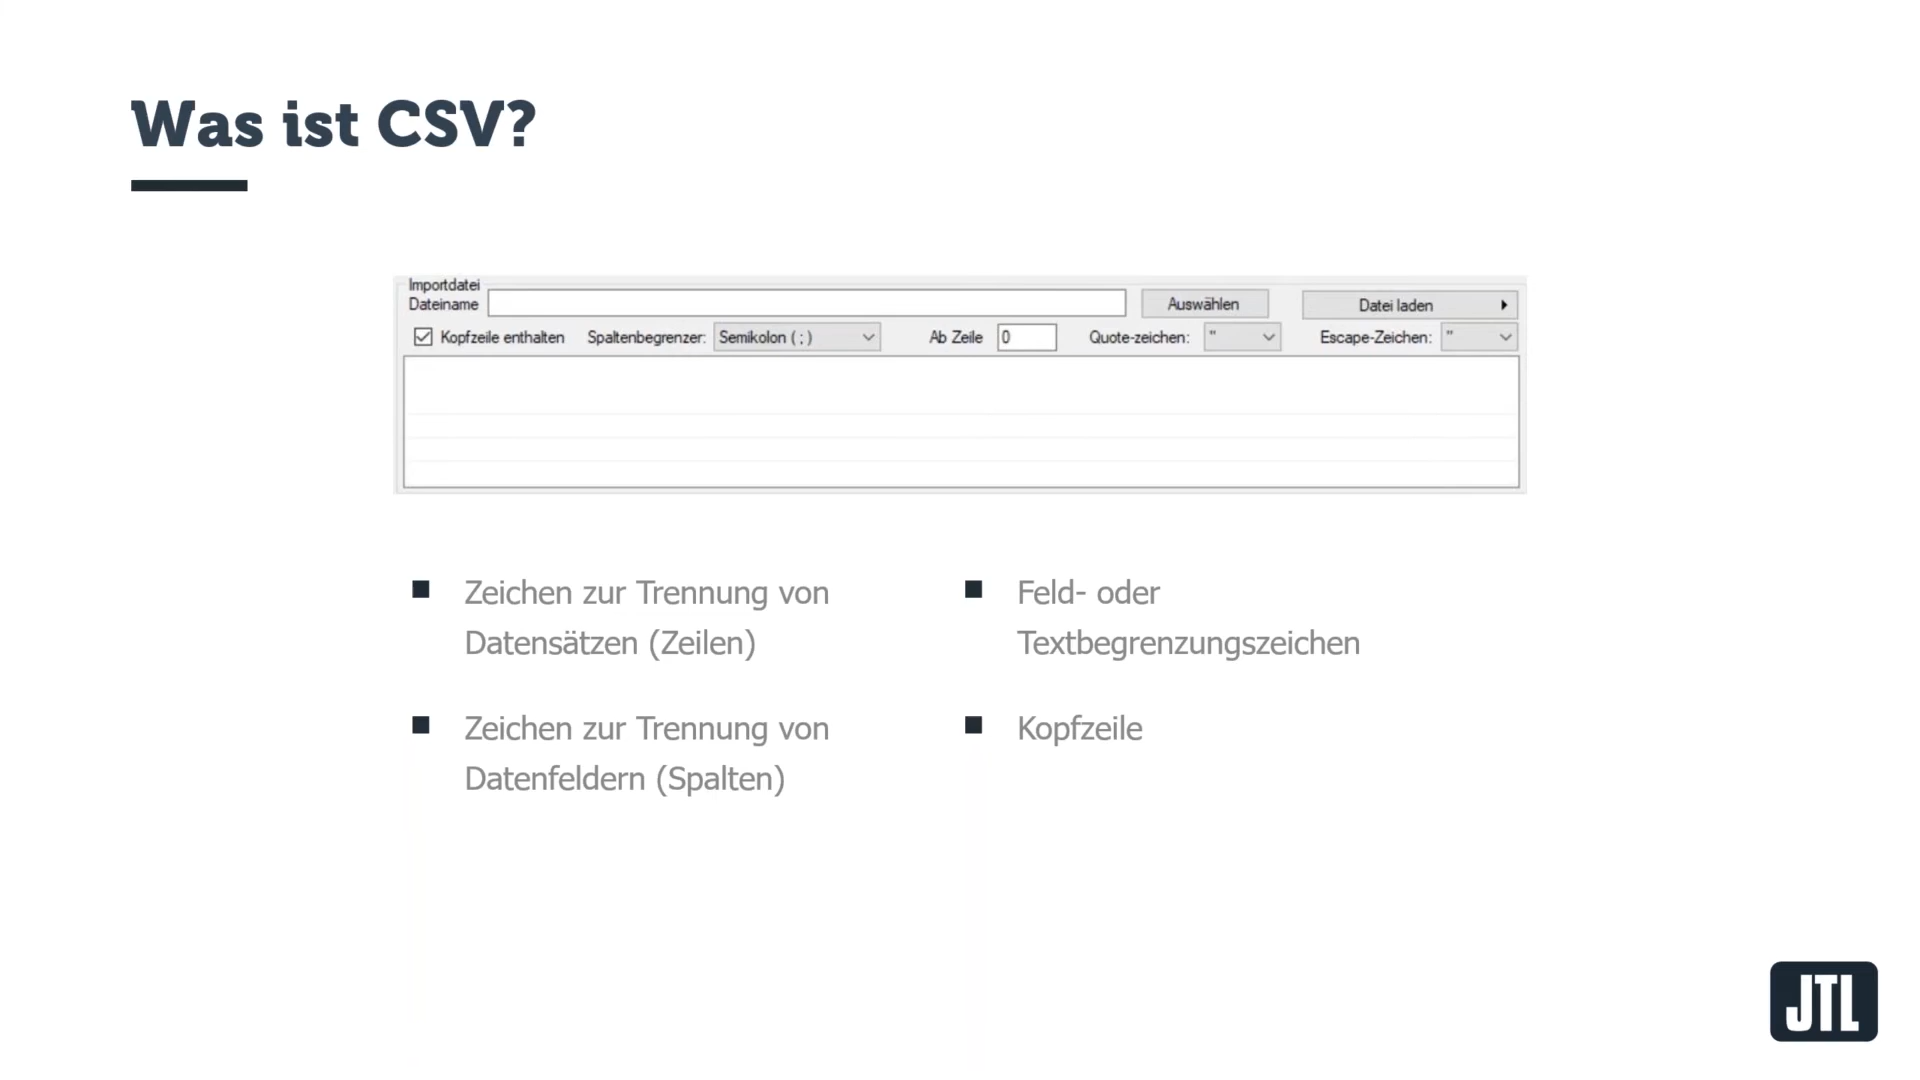 Was ist CSV?
Importdatei
Dateiname Auswählen Datei laden
Kopfzeile enthalten Spaltenbegrenzer: Semikolon ( ; ) Ab Zeile 0 Quote-zeichen: " Escape-Zeichen: "
Zeichen zur Trennung von
Datensätzen (Zeilen)
Zeichen zur Trennung von
Datenfeldern (Spalten)
Feld- oder
Textbegrenzungszeichen
Kopfzeile
JTL